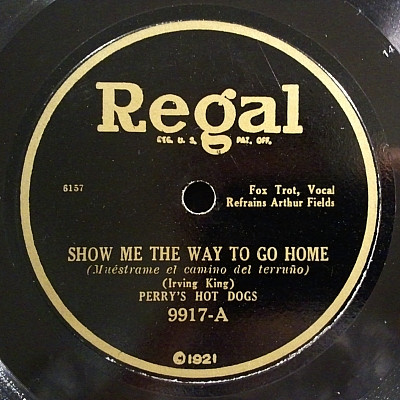 Regal
REG. U. S. PAT. OFF.
6157
Fox Trot, Vocal
Refrains Arthur Fields
SHOW ME THE WAY TO GO HOME
(Muéstrame el camino del terruño)
(Irving King)
PERRY'S HOT DOGS
9917-A
©1921
14